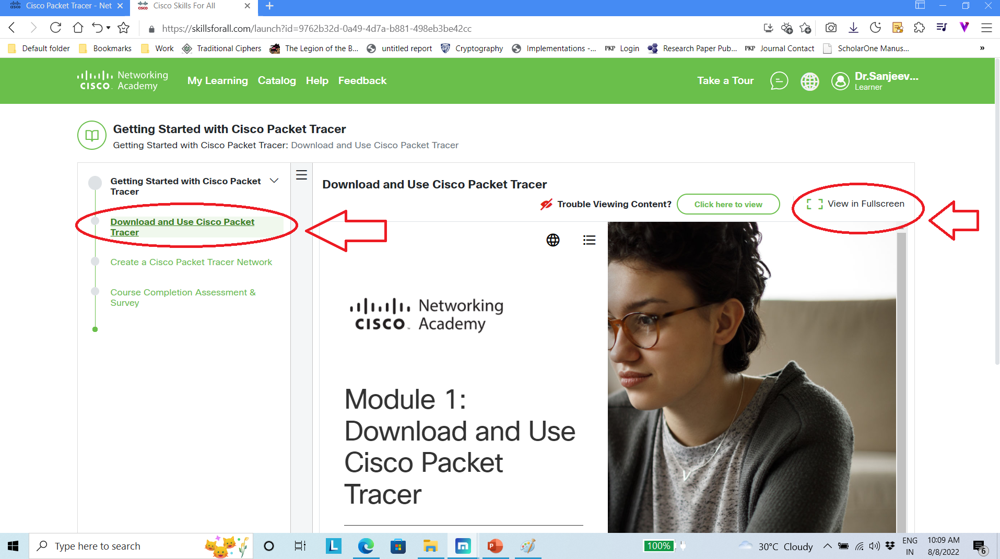 Cisco Packet Tracer - Net
Cisco Skills For All
https://skillsforall.com/launch?id=9762b32d-0a49-4d7a-b881-498eb3be42cc
Default folder Bookmarks Work Traditional Ciphers The Legion of the B... untitled report Cryptography Implementations -... PKP Login Research Paper Pub... PKP Journal Contact ScholarOne Manus... »
CISCO Networking Academy
My Learning Catalog Help Feedback Take a Tour
Dr.Sanjeev...
Learner
Getting Started with Cisco Packet Tracer
Getting Started with Cisco Packet Tracer: Download and Use Cisco Packet Tracer
Getting Started with Cisco Packet
Tracer
Download and Use Cisco Packet
Tracer
Create a Cisco Packet Tracer Network
Course Completion Assessment &
Survey
Download and Use Cisco Packet Tracer
Trouble Viewing Content? Click here to view View in Fullscreen
Networking
CISCO Academy
Module 1:
Download and Use
Cisco Packet
Tracer
Type here to search
100%
30°C Cloudy
ENG
IN
10:09 AM
8/8/2022
6